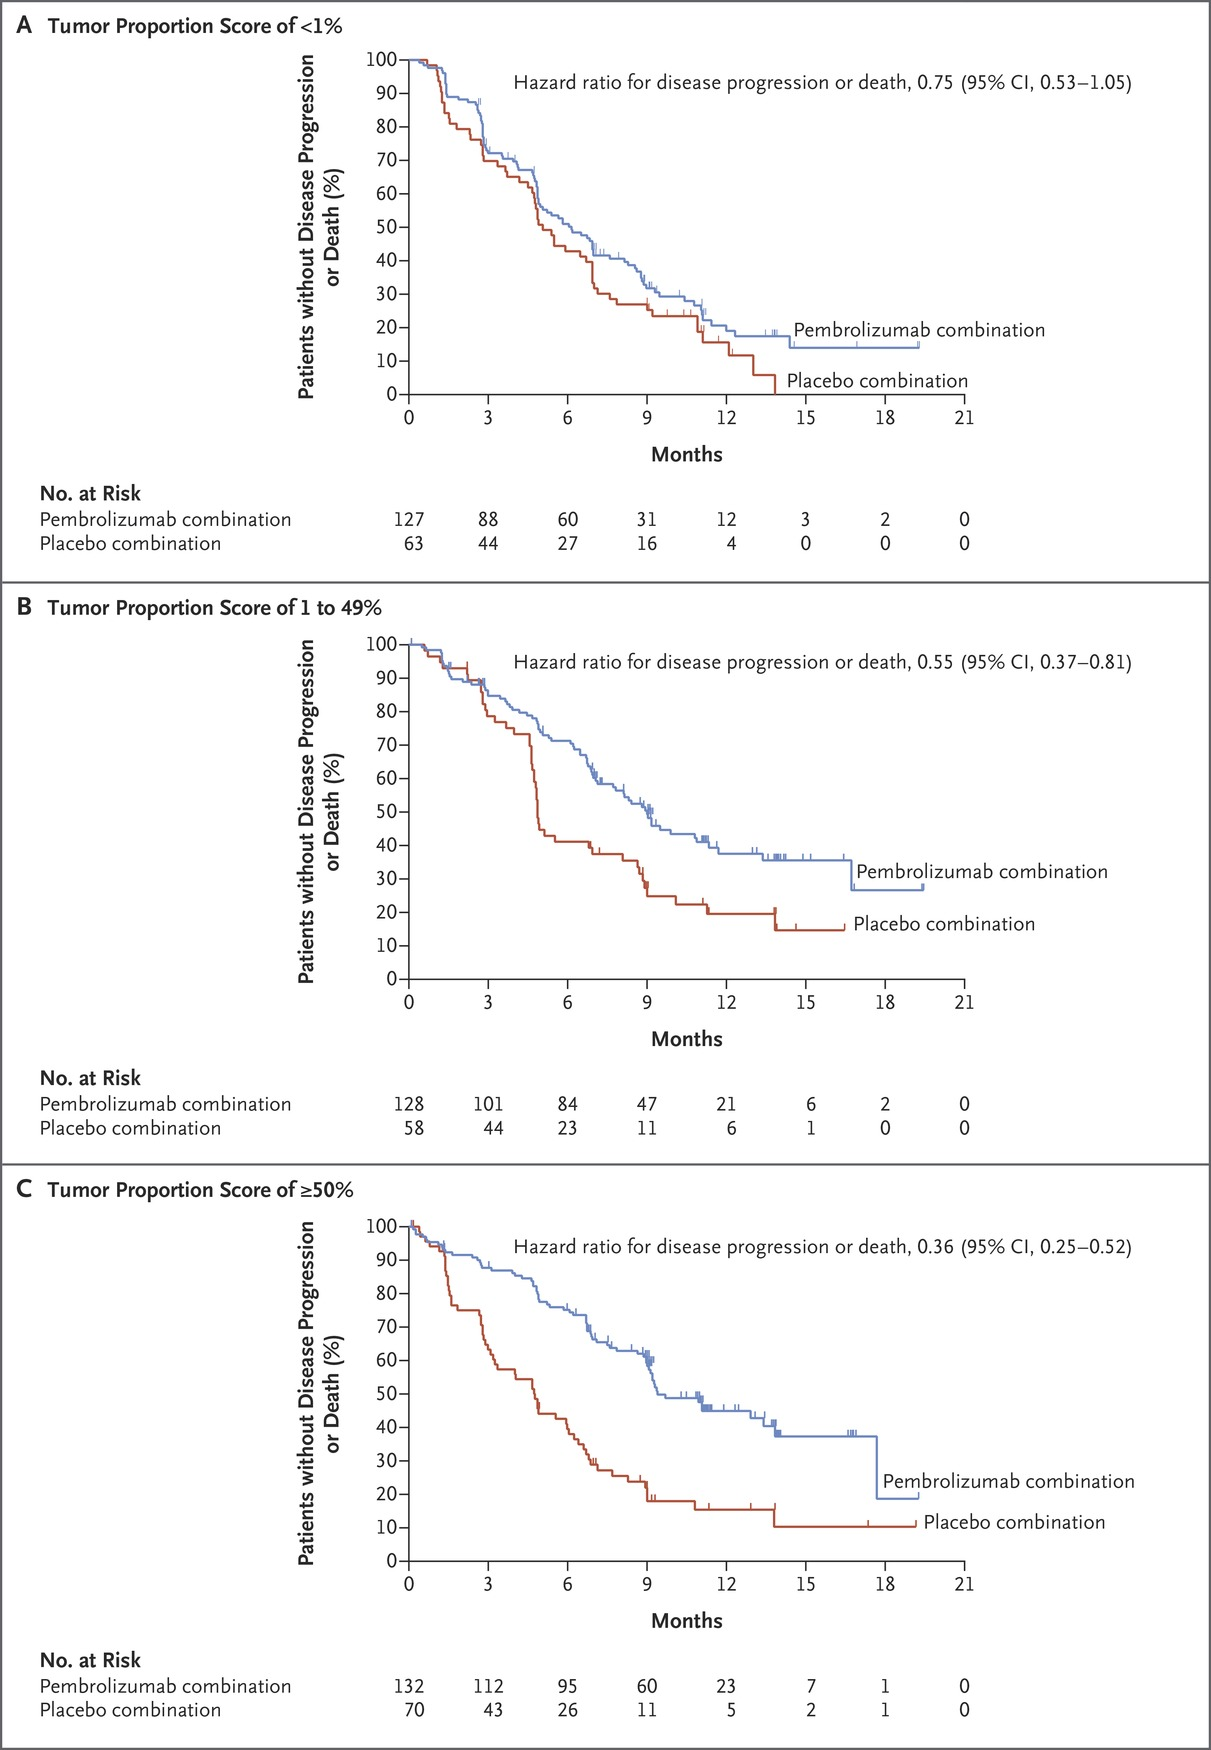 A Tumor Proportion Score of <1%
Patients without Disease Progression
or Death (%)
100
90
80
70
60
50
40
30
20
10
0
Hazard ratio for disease progression or death, 0.75 (95% CI, 0.53–1.05)
Pembrolizumab combination
Placebo combination
0 3 6 9 12 15 18 21
Months
No. at Risk
Pembrolizumab combination 127 88 60 31 12 3 2 0
Placebo combination 63 44 27 16 4 0 0 0
B Tumor Proportion Score of 1 to 49%
Patients without Disease Progression
or Death (%)
100
90
80
70
60
50
40
30
20
10
0
Hazard ratio for disease progression or death, 0.55 (95% CI, 0.37–0.81)
Pembrolizumab combination
Placebo combination
0 3 6 9 12 15 18 21
Months
No. at Risk
Pembrolizumab combination 128 101 84 47 21 6 2 0
Placebo combination 58 44 23 11 6 1 0 0
C Tumor Proportion Score of ≥50%
Patients without Disease Progression
or Death (%)
100
90
80
70
60
50
40
30
20
10
0
Hazard ratio for disease progression or death, 0.36 (95% CI, 0.25–0.52)
Pembrolizumab combination
Placebo combination
0 3 6 9 12 15 18 21
Months
No. at Risk
Pembrolizumab combination 132 112 95 60 23 7 1 0
Placebo combination 70 43 26 11 5 2 1 0